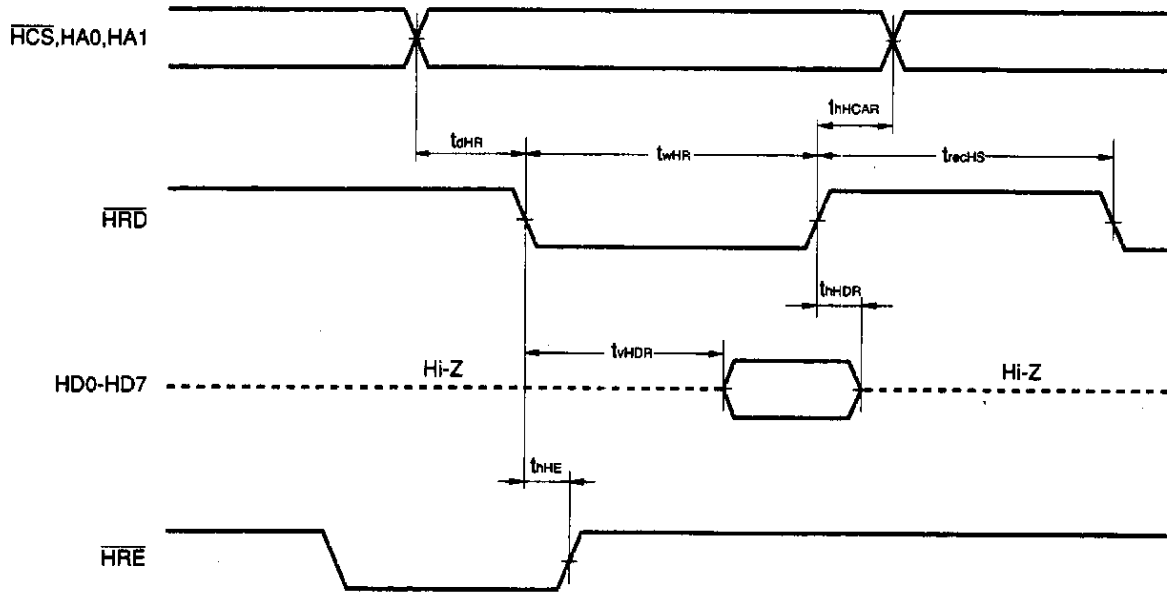 HCS,HA0,HA1
thHCAR
tdHR
twHR
trecHS
HRD
thHDR
tvHDR
HD0-HD7
Hi-Z
Hi-Z
thHE
HRE